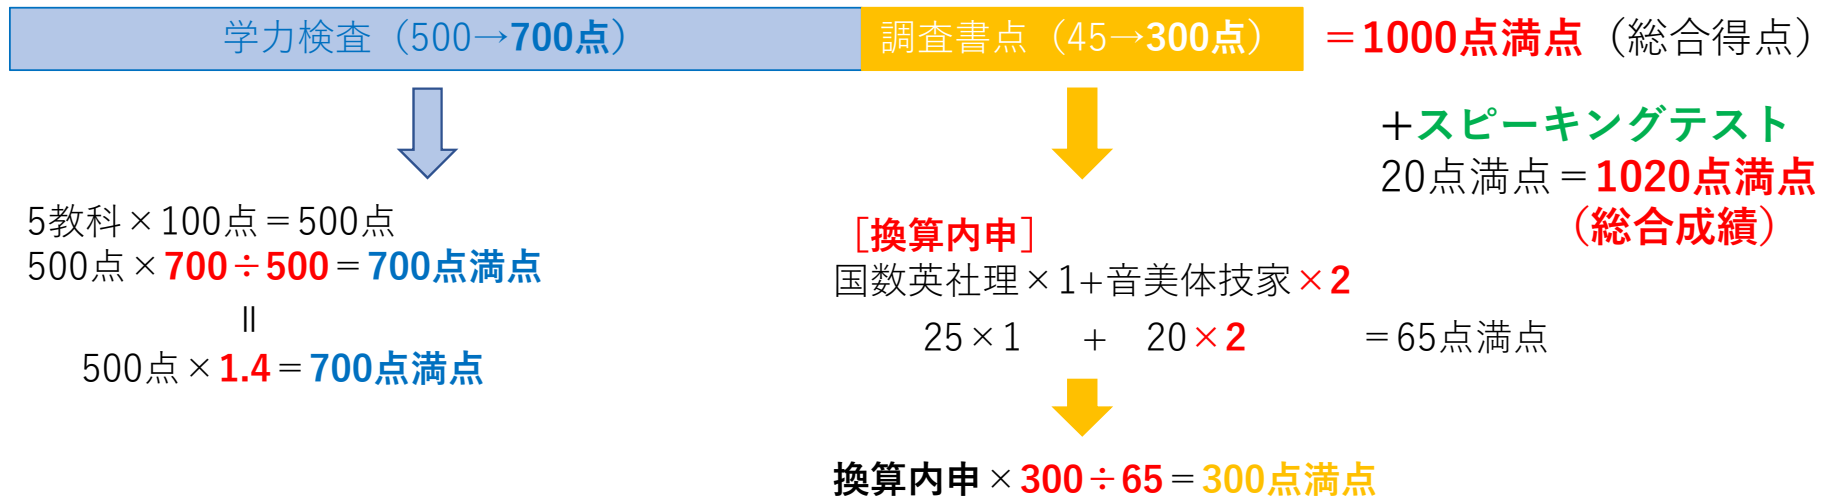 学力検査（500→700点）
調査書点（45→300点）
＝1000点満点（総合得点）
＋スピーキングテスト
20点満点＝1020点満点
（総合成績）
5教科×100点＝500点
500点×700÷500＝700点満点
＝
500点×1.4＝700点満点
［換算内申］
国数英社理×1+音美体技家×2
25×1 + 20×2 ＝65点満点
換算内申×300÷65＝300点満点